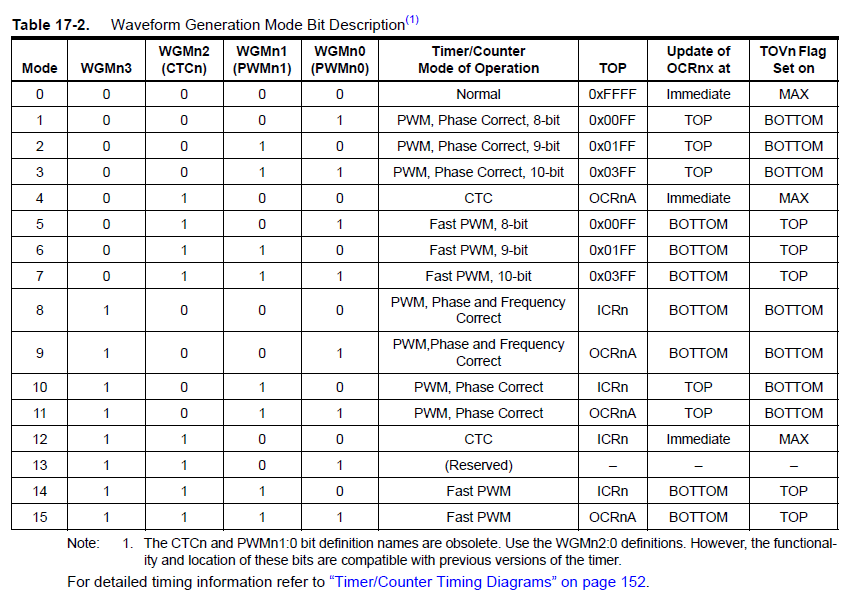 Table 17-2. Waveform Generation Mode Bit Description(1)
Mode WGMn3 WGMn2 (CTCn) WGMn1 (PWMn1) WGMn0 (PWMn0) Timer/Counter Mode of Operation TOP Update of OCRnx at TOVn Flag Set on
0 0 0 0 0 Normal 0xFFFF Immediate MAX
1 0 0 0 1 PWM, Phase Correct, 8-bit 0x00FF TOP BOTTOM
2 0 0 1 0 PWM, Phase Correct, 9-bit 0x01FF TOP BOTTOM
3 0 0 1 1 PWM, Phase Correct, 10-bit 0x03FF TOP BOTTOM
4 0 1 0 0 CTC OCRnA Immediate MAX
5 0 1 0 1 Fast PWM, 8-bit 0x00FF BOTTOM TOP
6 0 1 1 0 Fast PWM, 9-bit 0x01FF BOTTOM TOP
7 0 1 1 1 Fast PWM, 10-bit 0x03FF BOTTOM TOP
8 1 0 0 0 PWM, Phase and Frequency Correct ICRn BOTTOM BOTTOM
9 1 0 0 1 PWM,Phase and Frequency Correct OCRnA BOTTOM BOTTOM
10 1 0 1 0 PWM, Phase Correct ICRn TOP BOTTOM
11 1 0 1 1 PWM, Phase Correct OCRnA TOP BOTTOM
12 1 1 0 0 CTC ICRn Immediate MAX
13 1 1 0 1 (Reserved) – – –
14 1 1 1 0 Fast PWM ICRn BOTTOM TOP
15 1 1 1 1 Fast PWM OCRnA BOTTOM TOP
Note: 1. The CTCn and PWMn1:0 bit definition names are obsolete. Use the WGMn2:0 definitions. However, the functional-
ity and location of these bits are compatible with previous versions of the timer.
For detailed timing information refer to “Timer/Counter Timing Diagrams” on page 152.